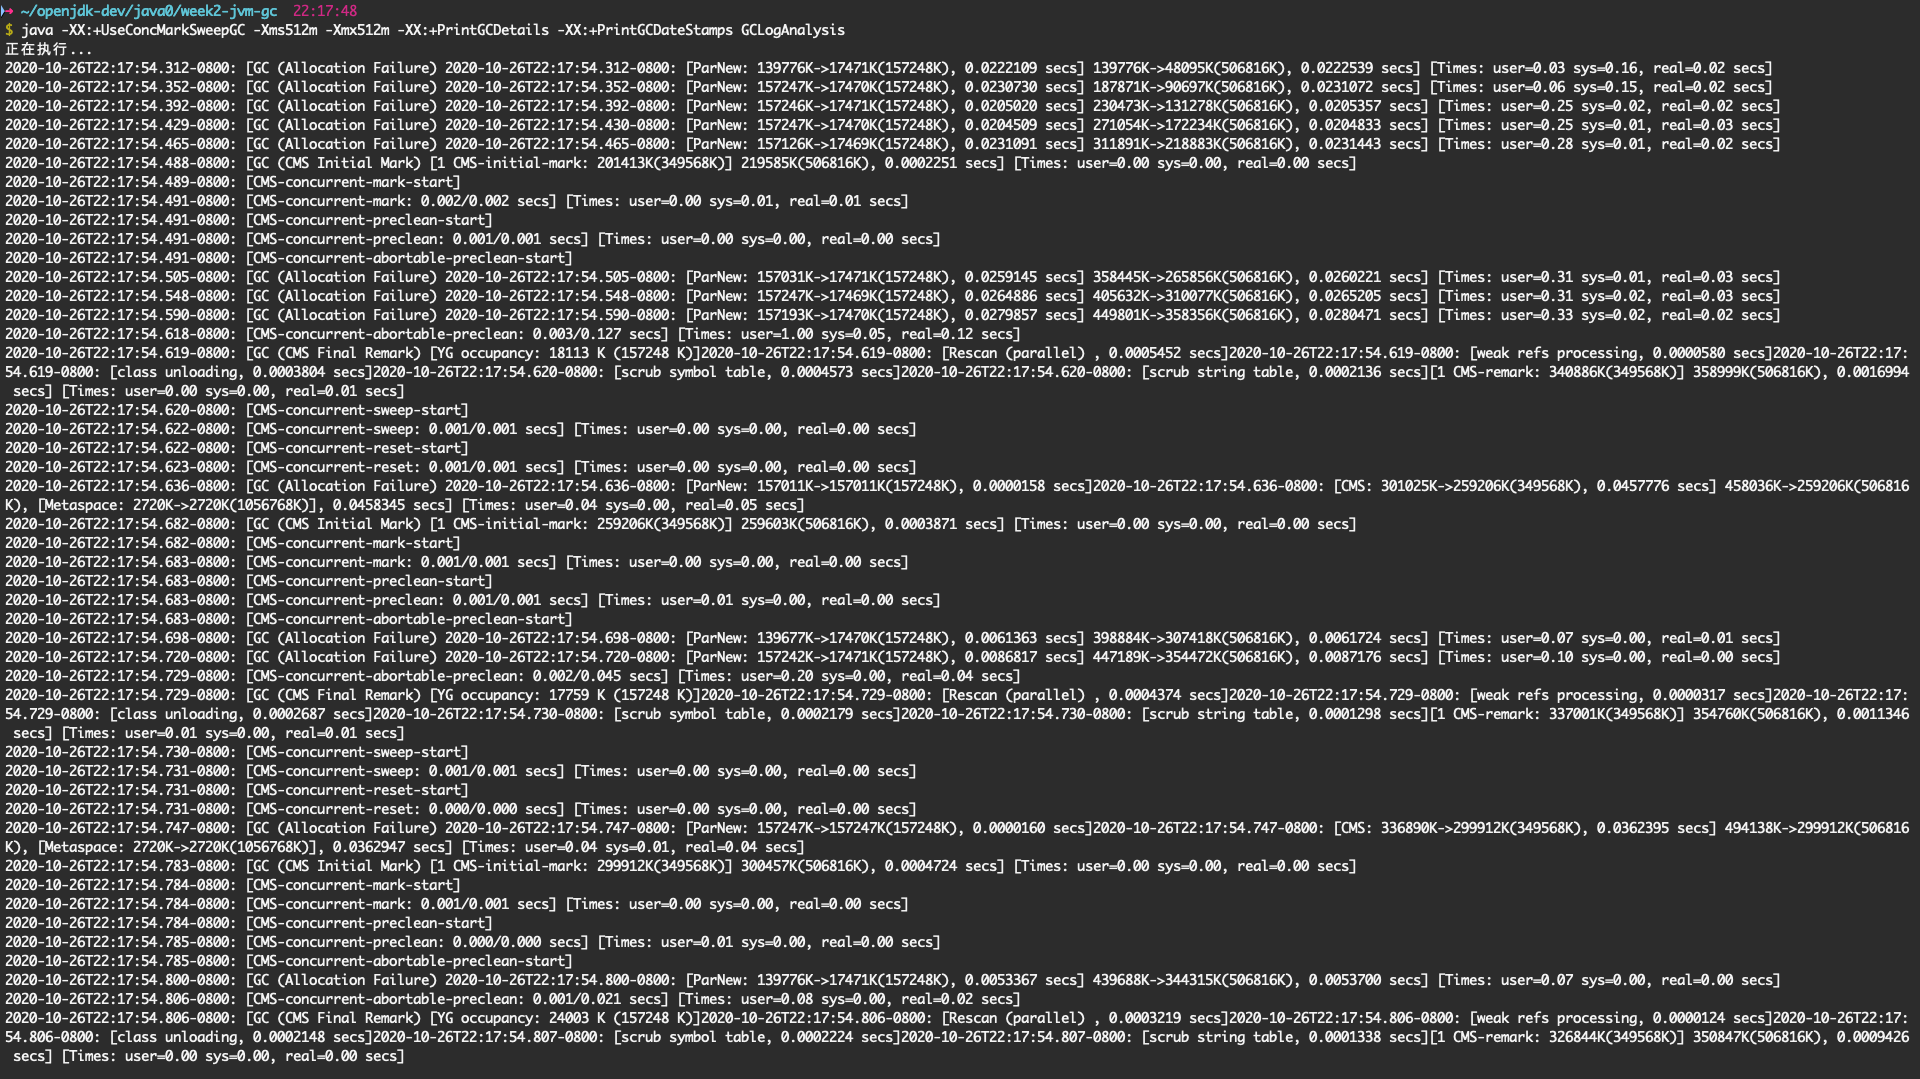 ~/openjdk-dev/java0/week2-jvm-gc  22:17:48
$ java -XX:+UseConcMarkSweepGC -Xms512m -Xmx512m -XX:+PrintGCDetails -XX:+PrintGCDateStamps GCLogAnalysis
正在执行...
2020-10-26T22:17:54.312-0800: [GC (Allocation Failure) 2020-10-26T22:17:54.312-0800: [ParNew: 139776K->17471K(157248K), 0.0222109 secs] 139776K->48095K(506816K), 0.0222539 secs] [Times: user=0.03 sys=0.16, real=0.02 secs]
2020-10-26T22:17:54.352-0800: [GC (Allocation Failure) 2020-10-26T22:17:54.352-0800: [ParNew: 157247K->17470K(157248K), 0.0230730 secs] 187871K->90697K(506816K), 0.0231072 secs] [Times: user=0.06 sys=0.15, real=0.02 secs]
2020-10-26T22:17:54.392-0800: [GC (Allocation Failure) 2020-10-26T22:17:54.392-0800: [ParNew: 157246K->17471K(157248K), 0.0205020 secs] 230473K->131278K(506816K), 0.0205357 secs] [Times: user=0.25 sys=0.02, real=0.02 secs]
2020-10-26T22:17:54.429-0800: [GC (Allocation Failure) 2020-10-26T22:17:54.430-0800: [ParNew: 157247K->17470K(157248K), 0.0204509 secs] 271054K->172234K(506816K), 0.0204833 secs] [Times: user=0.25 sys=0.01, real=0.03 secs]
2020-10-26T22:17:54.465-0800: [GC (Allocation Failure) 2020-10-26T22:17:54.465-0800: [ParNew: 157126K->17469K(157248K), 0.0231091 secs] 311891K->218883K(506816K), 0.0231443 secs] [Times: user=0.28 sys=0.01, real=0.02 secs]
2020-10-26T22:17:54.488-0800: [GC (CMS Initial Mark) [1 CMS-initial-mark: 201413K(349568K)] 219585K(506816K), 0.0002251 secs] [Times: user=0.00 sys=0.00, real=0.00 secs]
2020-10-26T22:17:54.489-0800: [CMS-concurrent-mark-start]
2020-10-26T22:17:54.491-0800: [CMS-concurrent-mark: 0.002/0.002 secs] [Times: user=0.00 sys=0.01, real=0.01 secs]
2020-10-26T22:17:54.491-0800: [CMS-concurrent-preclean-start]
2020-10-26T22:17:54.491-0800: [CMS-concurrent-preclean: 0.001/0.001 secs] [Times: user=0.00 sys=0.00, real=0.00 secs]
2020-10-26T22:17:54.491-0800: [CMS-concurrent-abortable-preclean-start]
2020-10-26T22:17:54.505-0800: [GC (Allocation Failure) 2020-10-26T22:17:54.505-0800: [ParNew: 157031K->17471K(157248K), 0.0259145 secs] 358445K->265856K(506816K), 0.0260221 secs] [Times: user=0.31 sys=0.01, real=0.03 secs]
2020-10-26T22:17:54.548-0800: [GC (Allocation Failure) 2020-10-26T22:17:54.548-0800: [ParNew: 157247K->17469K(157248K), 0.0264886 secs] 405632K->310077K(506816K), 0.0265205 secs] [Times: user=0.31 sys=0.02, real=0.03 secs]
2020-10-26T22:17:54.590-0800: [GC (Allocation Failure) 2020-10-26T22:17:54.590-0800: [ParNew: 157193K->17470K(157248K), 0.0279857 secs] 449801K->358356K(506816K), 0.0280471 secs] [Times: user=0.33 sys=0.02, real=0.02 secs]
2020-10-26T22:17:54.618-0800: [CMS-concurrent-abortable-preclean: 0.003/0.127 secs] [Times: user=1.00 sys=0.05, real=0.12 secs]
2020-10-26T22:17:54.619-0800: [GC (CMS Final Remark) [YG occupancy: 18113 K (157248 K)]2020-10-26T22:17:54.619-0800: [Rescan (parallel) , 0.0005452 secs]2020-10-26T22:17:54.619-0800: [weak refs processing, 0.0000580 secs]2020-10-26T22:17:
54.619-0800: [class unloading, 0.0003804 secs]2020-10-26T22:17:54.620-0800: [scrub symbol table, 0.0004573 secs]2020-10-26T22:17:54.620-0800: [scrub string table, 0.0002136 secs][1 CMS-remark: 340886K(349568K)] 358999K(506816K), 0.0016994
 secs] [Times: user=0.00 sys=0.00, real=0.01 secs]
2020-10-26T22:17:54.620-0800: [CMS-concurrent-sweep-start]
2020-10-26T22:17:54.622-0800: [CMS-concurrent-sweep: 0.001/0.001 secs] [Times: user=0.00 sys=0.00, real=0.00 secs]
2020-10-26T22:17:54.622-0800: [CMS-concurrent-reset-start]
2020-10-26T22:17:54.623-0800: [CMS-concurrent-reset: 0.001/0.001 secs] [Times: user=0.00 sys=0.00, real=0.00 secs]
2020-10-26T22:17:54.636-0800: [GC (Allocation Failure) 2020-10-26T22:17:54.636-0800: [ParNew: 157011K->157011K(157248K), 0.0000158 secs]2020-10-26T22:17:54.636-0800: [CMS: 301025K->259206K(349568K), 0.0457776 secs] 458036K->259206K(506816
K), [Metaspace: 2720K->2720K(1056768K)], 0.0458345 secs] [Times: user=0.04 sys=0.00, real=0.05 secs]
2020-10-26T22:17:54.682-0800: [GC (CMS Initial Mark) [1 CMS-initial-mark: 259206K(349568K)] 259603K(506816K), 0.0003871 secs] [Times: user=0.00 sys=0.00, real=0.00 secs]
2020-10-26T22:17:54.682-0800: [CMS-concurrent-mark-start]
2020-10-26T22:17:54.683-0800: [CMS-concurrent-mark: 0.001/0.001 secs] [Times: user=0.00 sys=0.00, real=0.00 secs]
2020-10-26T22:17:54.683-0800: [CMS-concurrent-preclean-start]
2020-10-26T22:17:54.683-0800: [CMS-concurrent-preclean: 0.001/0.001 secs] [Times: user=0.01 sys=0.00, real=0.00 secs]
2020-10-26T22:17:54.683-0800: [CMS-concurrent-abortable-preclean-start]
2020-10-26T22:17:54.698-0800: [GC (Allocation Failure) 2020-10-26T22:17:54.698-0800: [ParNew: 139677K->17470K(157248K), 0.0061363 secs] 398884K->307418K(506816K), 0.0061724 secs] [Times: user=0.07 sys=0.00, real=0.01 secs]
2020-10-26T22:17:54.720-0800: [GC (Allocation Failure) 2020-10-26T22:17:54.720-0800: [ParNew: 157242K->17471K(157248K), 0.0086817 secs] 447189K->354472K(506816K), 0.0087176 secs] [Times: user=0.10 sys=0.00, real=0.00 secs]
2020-10-26T22:17:54.729-0800: [CMS-concurrent-abortable-preclean: 0.002/0.045 secs] [Times: user=0.20 sys=0.00, real=0.04 secs]
2020-10-26T22:17:54.729-0800: [GC (CMS Final Remark) [YG occupancy: 17759 K (157248 K)]2020-10-26T22:17:54.729-0800: [Rescan (parallel) , 0.0004374 secs]2020-10-26T22:17:54.729-0800: [weak refs processing, 0.0000317 secs]2020-10-26T22:17:
54.729-0800: [class unloading, 0.0002687 secs]2020-10-26T22:17:54.730-0800: [scrub symbol table, 0.0002179 secs]2020-10-26T22:17:54.730-0800: [scrub string table, 0.0001298 secs][1 CMS-remark: 337001K(349568K)] 354760K(506816K), 0.0011346
 secs] [Times: user=0.01 sys=0.00, real=0.01 secs]
2020-10-26T22:17:54.730-0800: [CMS-concurrent-sweep-start]
2020-10-26T22:17:54.731-0800: [CMS-concurrent-sweep: 0.001/0.001 secs] [Times: user=0.00 sys=0.00, real=0.00 secs]
2020-10-26T22:17:54.731-0800: [CMS-concurrent-reset-start]
2020-10-26T22:17:54.731-0800: [CMS-concurrent-reset: 0.000/0.000 secs] [Times: user=0.00 sys=0.00, real=0.00 secs]
2020-10-26T22:17:54.747-0800: [GC (Allocation Failure) 2020-10-26T22:17:54.747-0800: [ParNew: 157247K->157247K(157248K), 0.0000160 secs]2020-10-26T22:17:54.747-0800: [CMS: 336890K->299912K(349568K), 0.0362395 secs] 494138K->299912K(506816
K), [Metaspace: 2720K->2720K(1056768K)], 0.0362947 secs] [Times: user=0.04 sys=0.01, real=0.04 secs]
2020-10-26T22:17:54.783-0800: [GC (CMS Initial Mark) [1 CMS-initial-mark: 299912K(349568K)] 300457K(506816K), 0.0004724 secs] [Times: user=0.00 sys=0.00, real=0.00 secs]
2020-10-26T22:17:54.784-0800: [CMS-concurrent-mark-start]
2020-10-26T22:17:54.784-0800: [CMS-concurrent-mark: 0.001/0.001 secs] [Times: user=0.00 sys=0.00, real=0.00 secs]
2020-10-26T22:17:54.784-0800: [CMS-concurrent-preclean-start]
2020-10-26T22:17:54.785-0800: [CMS-concurrent-preclean: 0.000/0.000 secs] [Times: user=0.01 sys=0.00, real=0.00 secs]
2020-10-26T22:17:54.785-0800: [CMS-concurrent-abortable-preclean-start]
2020-10-26T22:17:54.800-0800: [GC (Allocation Failure) 2020-10-26T22:17:54.800-0800: [ParNew: 139776K->17471K(157248K), 0.0053367 secs] 439688K->344315K(506816K), 0.0053700 secs] [Times: user=0.07 sys=0.00, real=0.00 secs]
2020-10-26T22:17:54.806-0800: [CMS-concurrent-abortable-preclean: 0.001/0.021 secs] [Times: user=0.08 sys=0.00, real=0.02 secs]
2020-10-26T22:17:54.806-0800: [GC (CMS Final Remark) [YG occupancy: 24003 K (157248 K)]2020-10-26T22:17:54.806-0800: [Rescan (parallel) , 0.0003219 secs]2020-10-26T22:17:54.806-0800: [weak refs processing, 0.0000124 secs]2020-10-26T22:17:
54.806-0800: [class unloading, 0.0002148 secs]2020-10-26T22:17:54.807-0800: [scrub symbol table, 0.0002224 secs]2020-10-26T22:17:54.807-0800: [scrub string table, 0.0001338 secs][1 CMS-remark: 326844K(349568K)] 350847K(506816K), 0.0009426
 secs] [Times: user=0.00 sys=0.00, real=0.00 secs]